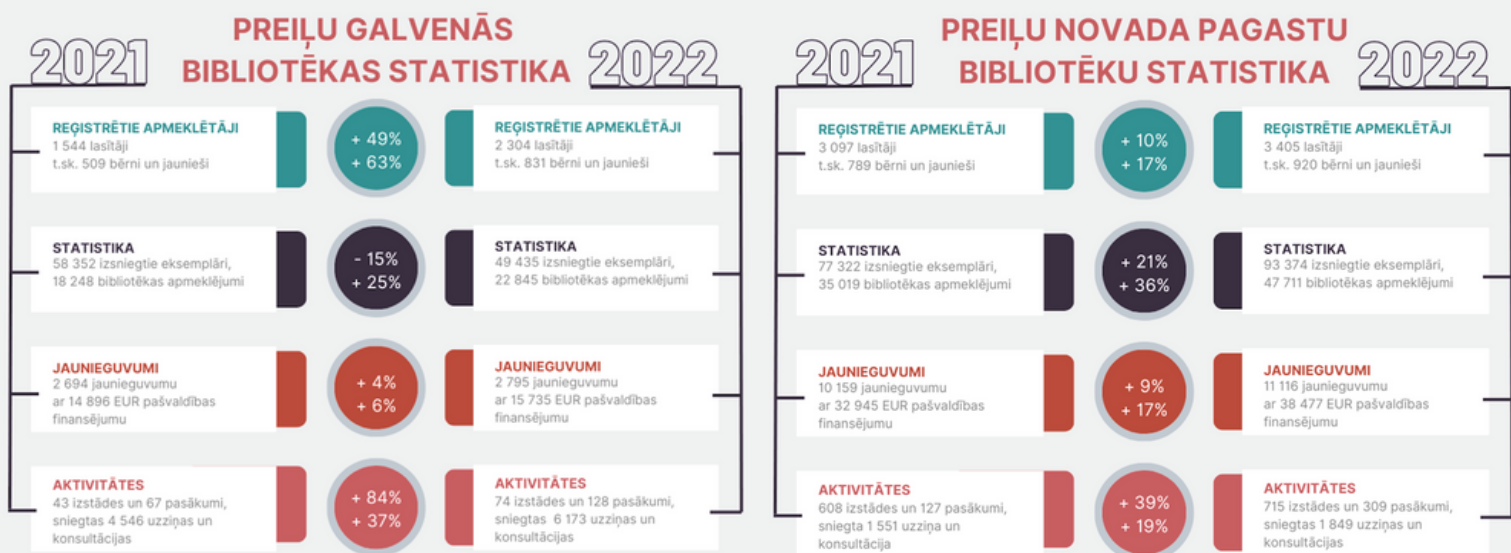 PREIĻU GALVENĀS
BIBLIOTĒKAS STATISTIKA
2021
2022
REĢISTRĒTIE APMEKLĒTĀJI
1 544 lasītāji
t.sk. 509 bērni un jaunieši
+ 49%
+ 63%
REĢISTRĒTIE APMEKLĒTĀJI
2 304 lasītāji
t.sk. 831 bērni un jaunieši
STATISTIKA
58 352 izsniegtie eksemplāri,
18 248 bibliotēkas apmeklējumi
- 15%
+ 25%
STATISTIKA
49 435 izsniegtie eksemplāri,
22 845 bibliotēkas apmeklējumi
JAUNIEGUVUMI
2 694 jaunieguvumu
ar 14 896 EUR pašvaldības
finansējumu
+ 4%
+ 6%
JAUNIEGUVUMI
2 795 jaunieguvumu
ar 15 735 EUR pašvaldības
finansējumu
AKTIVITĀTES
43 izstādes un 67 pasākumi,
sniegtas 4 546 uzziņas un
konsultācijas
+ 84%
+ 37%
AKTIVITĀTES
74 izstādes un 128 pasākumi,
sniegtas 6 173 uzziņas un
konsultācijas
PREIĻU NOVADA PAGASTU
BIBLIOTĒKU STATISTIKA
2021
2022
REĢISTRĒTIE APMEKLĒTĀJI
3 097 lasītāji
t.sk. 789 bērni un jaunieši
+ 10%
+ 17%
REĢISTRĒTIE APMEKLĒTĀJI
3 405 lasītāji
t.sk. 920 bērni un jaunieši
STATISTIKA
77 322 izsniegtie eksemplāri,
35 019 bibliotēkas apmeklējumi
+ 21%
+ 36%
STATISTIKA
93 374 izsniegtie eksemplāri,
47 711 bibliotēkas apmeklējumi
JAUNIEGUVUMI
10 159 jaunieguvumu
ar 32 945 EUR pašvaldības
finansējumu
+ 9%
+ 17%
JAUNIEGUVUMI
11 116 jaunieguvumu
ar 38 477 EUR pašvaldības
finansējumu
AKTIVITĀTES
608 izstādes un 127 pasākumi,
sniegta 1 551 uzziņa un
konsultācija
+ 39%
+ 19%
AKTIVITĀTES
715 izstādes un 309 pasākumi,
sniegtas 1 849 uzziņas un
konsultācijas